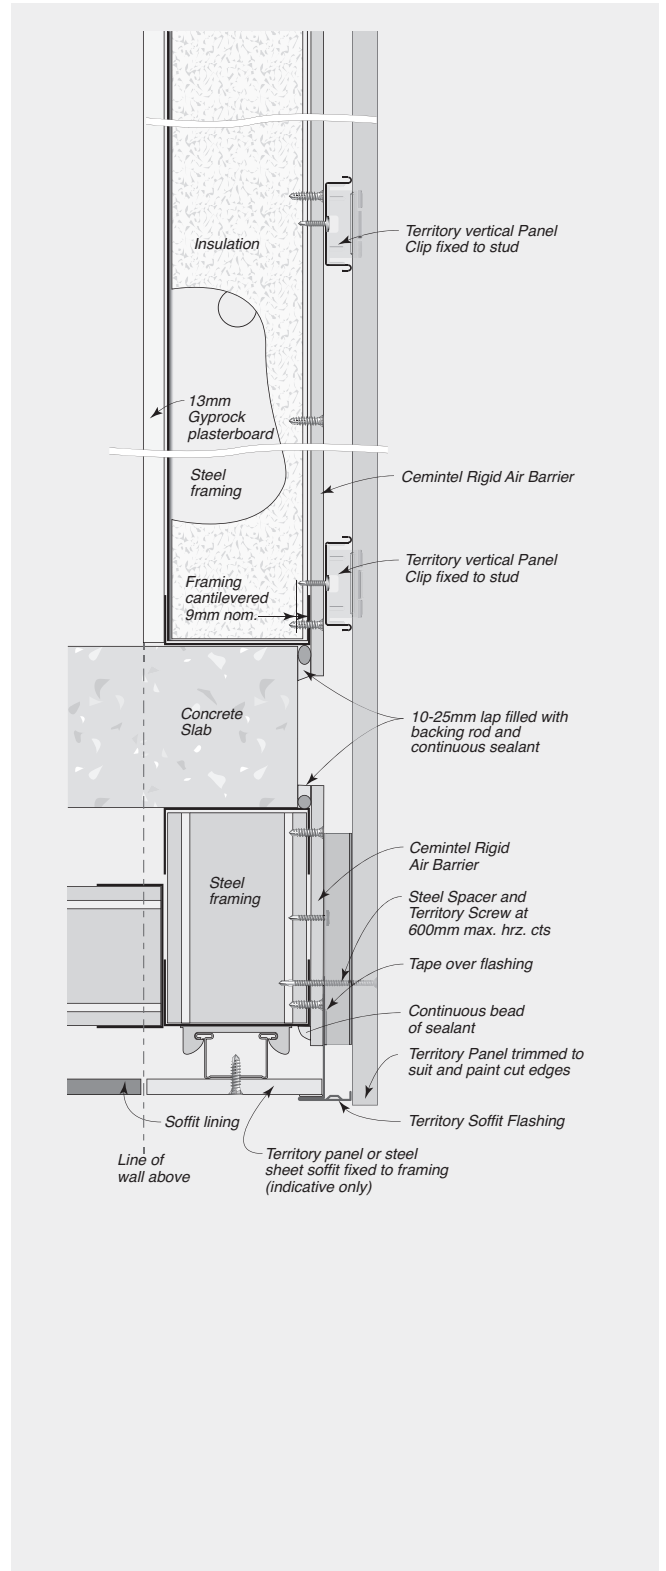 Insulation
Territory vertical Panel
Clip fixed to stud
13mm
Gyprock
plasterboard
Steel
framing
Cemintel Rigid Air Barrier
Territory vertical Panel
Clip fixed to stud
Framing
cantilevered
9mm nom.
Concrete
Slab
10-25mm lap filled with
backing rod and
continuous sealant
Cemintel Rigid
Air Barrier
Steel
framing
Steel Spacer and
Territory Screw at
600mm max. hrz. cts
Tape over flashing
Continuous bead
of sealant
Territory Panel trimmed to
suit and paint cut edges
Soffit lining
Territory Soffit Flashing
Line of
wall above
Territory panel or steel
sheet soffit fixed to framing
(indicative only)